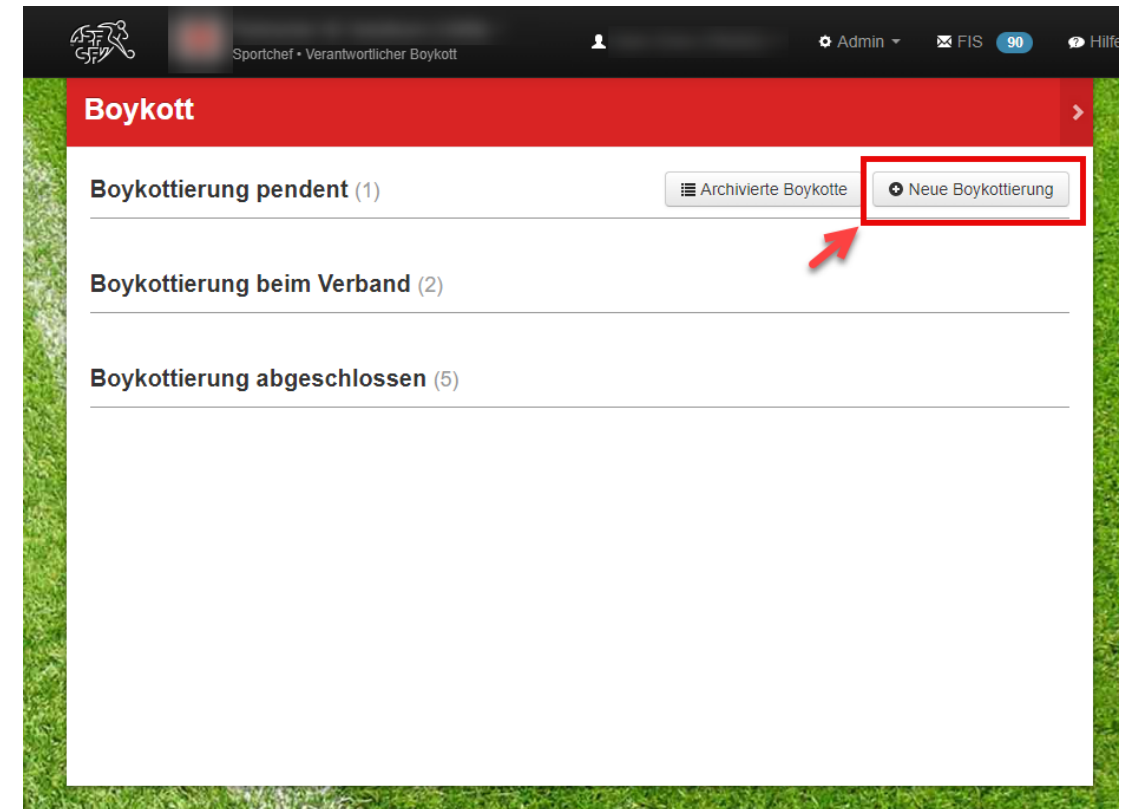 Sportchef • Verantwortlicher Boykott
Admin
FIS 90
Hilfe
Boykott
Boykottierung pendent (1)
Archivierte Boykotte
Neue Boykottierung
Boykottierung beim Verband (2)
Boykottierung abgeschlossen (5)